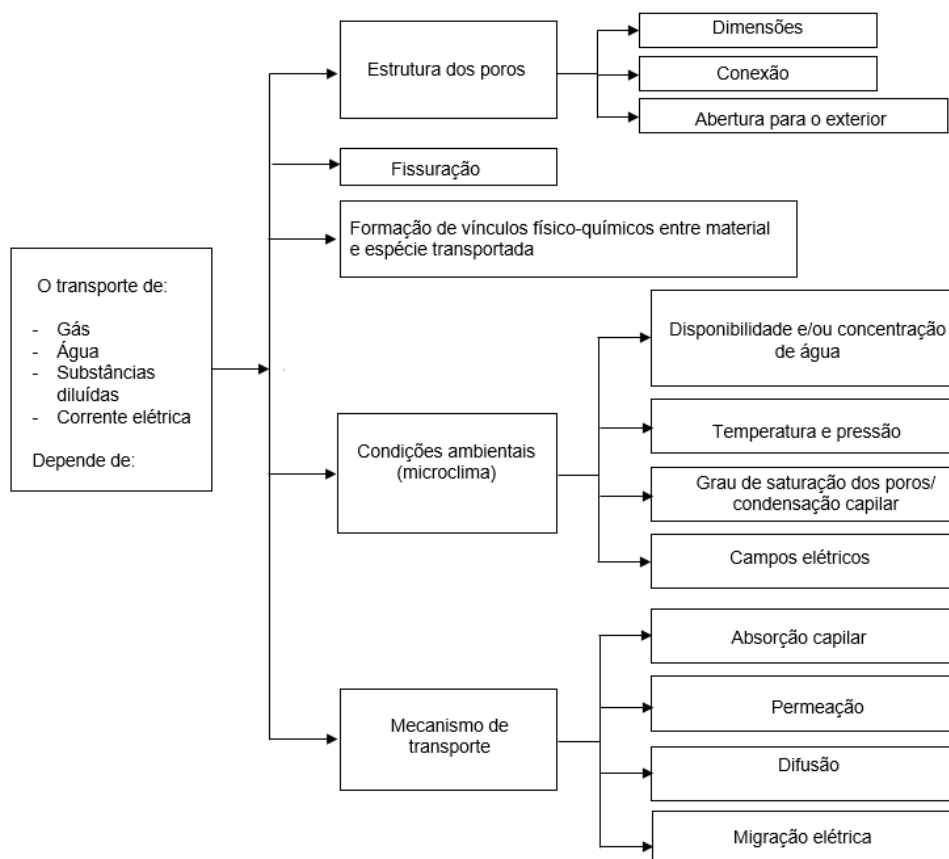 O transporte de:
- Gás
- Água
- Substâncias
diluídas
- Corrente elétrica
Depende de:
Estrutura dos poros
Dimensões
Conexão
Abertura para o exterior
Fissuração
Formação de vínculos físico-químicos entre material
e espécie transportada
Condições ambientais
(microclima)
Disponibilidade e/ou concentração
de água
Temperatura e pressão
Grau de saturação dos poros/
condensação capilar
Campos elétricos
Mecanismo de
transporte
Absorção capilar
Permeação
Difusão
Migração elétrica